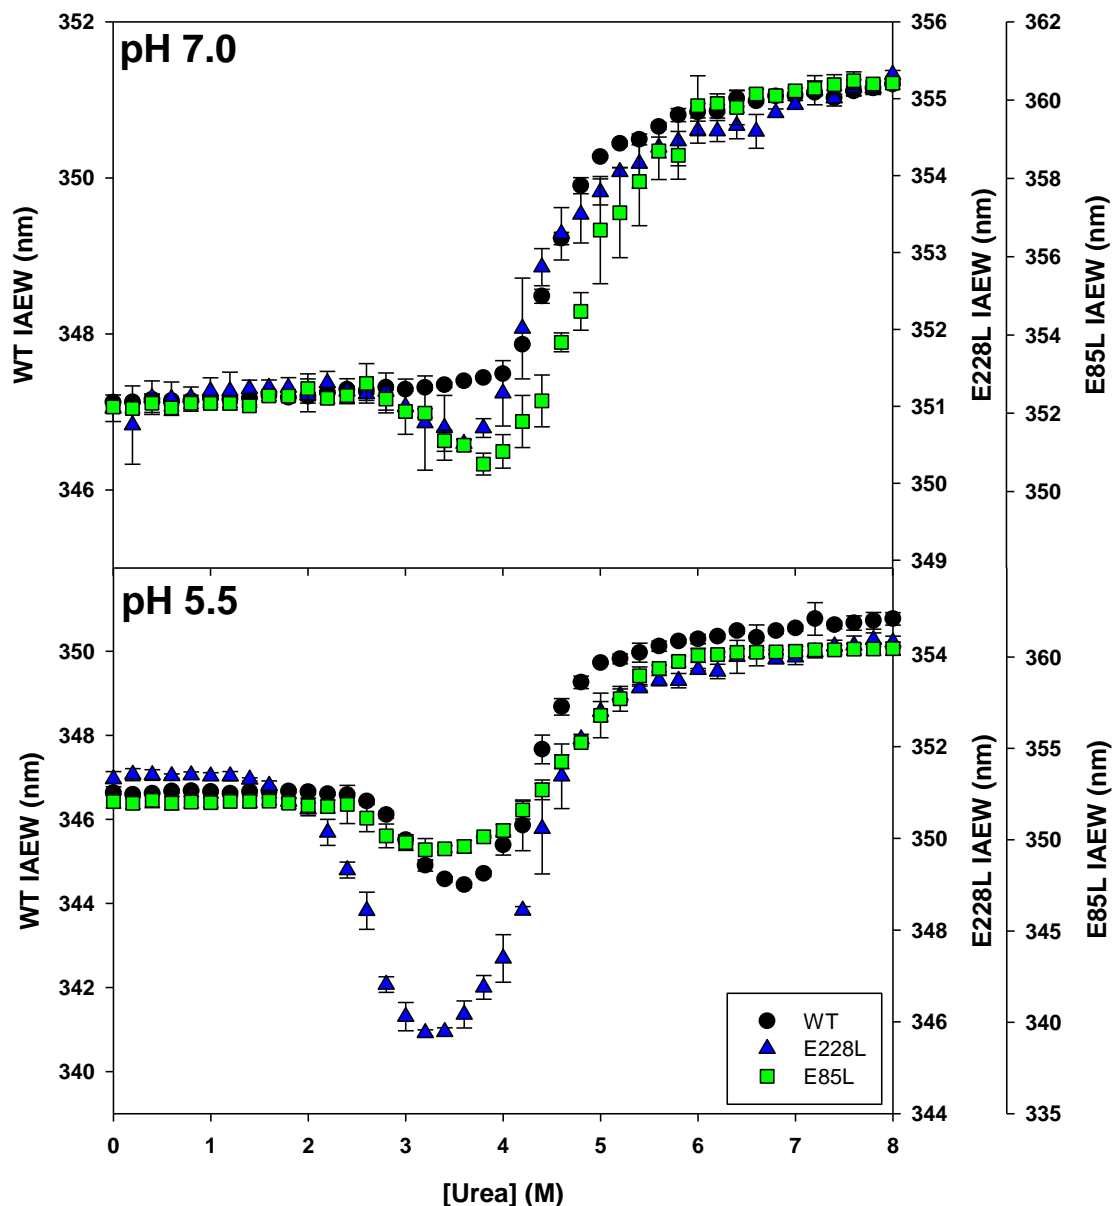 pH 7.0
352
350
348
346
WT IAEW (nm)
356
355
354
353
352
351
350
349
E228L IAEW (nm)
362
360
358
356
354
352
350
E85L IAEW (nm)
pH 5.5
350
348
346
344
342
340
WT IAEW (nm)
354
352
350
348
346
344
E228L IAEW (nm)
360
355
350
345
340
335
E85L IAEW (nm)
WT
E228L
E85L
0 1 2 3 4 5 6 7 8
[Urea] (M)